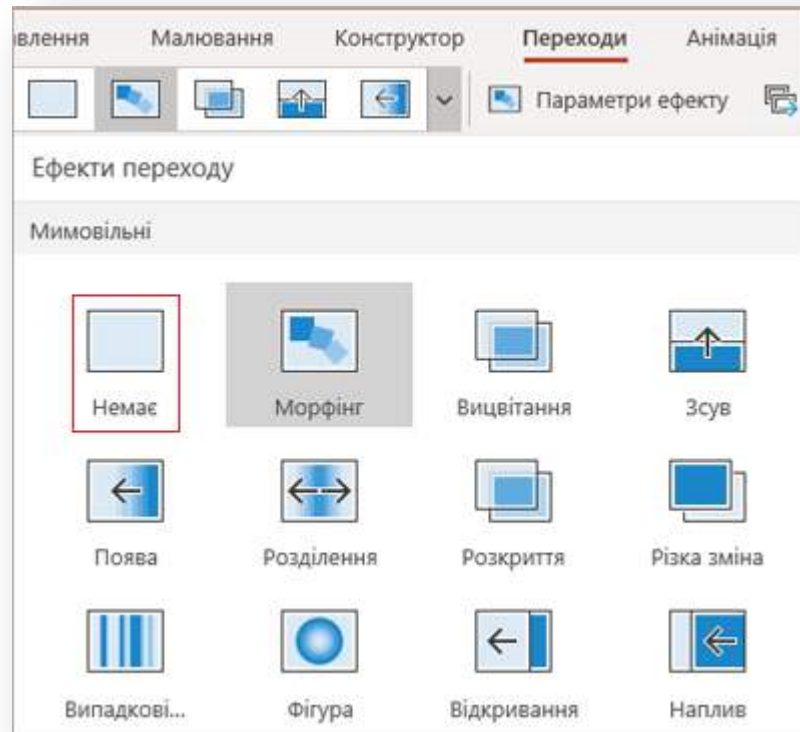 влення Малювання Конструктор Переходи Анімація
Параметри ефекту
Ефекти переходу
Мимовільні
Немає Морфінг Вицвітання Зсув
Поява Розділення Розкриття Різка зміна
Випадкові... Фігура Відкривання Наплив